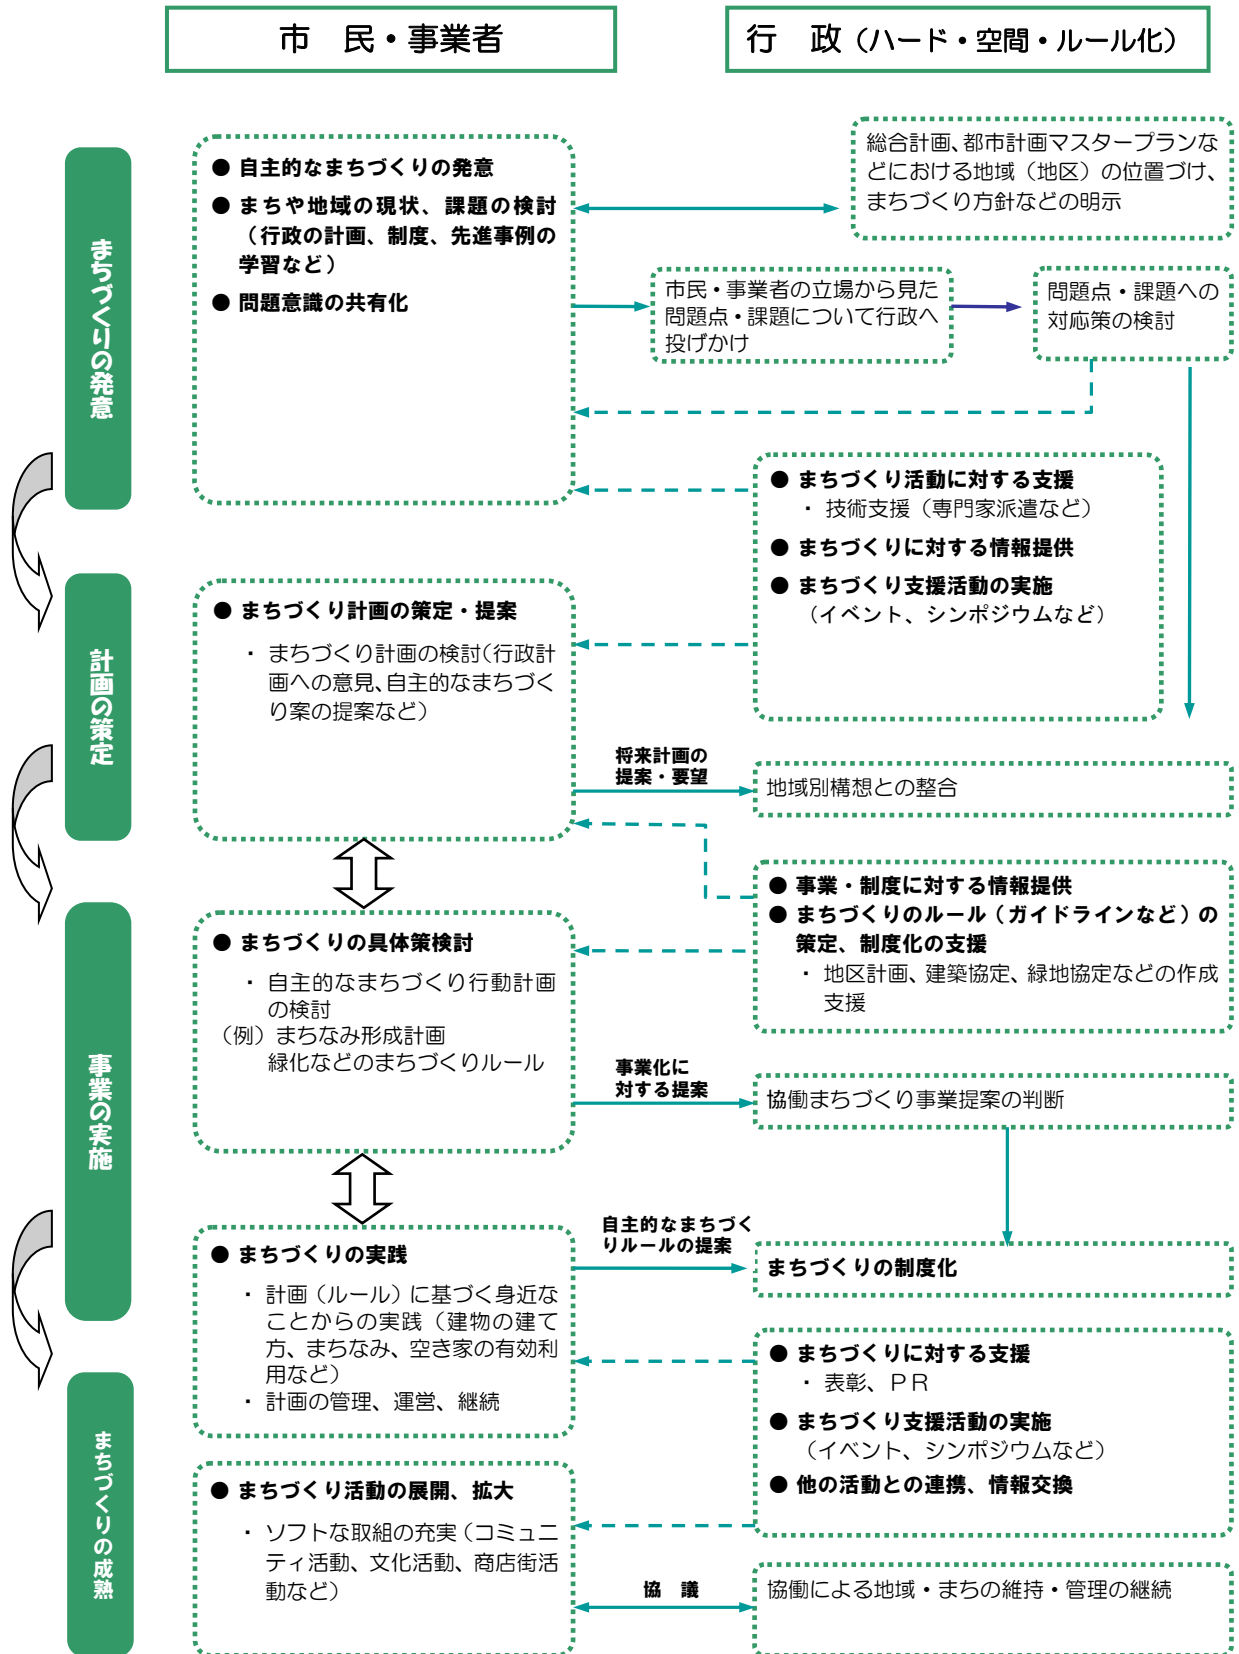 市　民・事業者
行　政（ハード・空間・ルール化）
まちづくりの発意
● 自主的なまちづくりの発意
● まちや地域の現状、課題の検討
（行政の計画、制度、先進事例の
学習など）
● 問題意識の共有化
総合計画、都市計画マスタープランな
どにおける地域（地区）の位置づけ、
まちづくり方針などの明示
市民・事業者の立場から見た
問題点・課題について行政へ
投げかけ
問題点・課題への
対応策の検討
● まちづくり活動に対する支援
・ 技術支援（専門家派遣など）
● まちづくりに対する情報提供
● まちづくり支援活動の実施
（イベント、シンポジウムなど）
計画の策定
● まちづくり計画の策定・提案
・ まちづくり計画の検討（行政計
画への意見、自主的なまちづく
り案の提案など）
将来計画の
提案・要望
地域別構想との整合
● 事業・制度に対する情報提供
● まちづくりのルール（ガイドラインなど）の
策定、制度化の支援
・ 地区計画、建築協定、緑地協定などの作成
支援
事業の実施
● まちづくりの具体策検討
・ 自主的なまちづくり行動計画
の検討
（例）まちなみ形成計画
緑化などのまちづくりルール
事業化に
対する提案
協働まちづくり事業提案の判断
● まちづくりの実践
・ 計画（ルール）に基づく身近な
ことからの実践（建物の建て
方、まちなみ、空き家の有効利
用など）
・ 計画の管理、運営、継続
自主的なまちづく
りルールの提案
まちづくりの制度化
● まちづくりに対する支援
・ 表彰、ＰＲ
● まちづくり支援活動の実施
（イベント、シンポジウムなど）
● 他の活動との連携、情報交換
まちづくりの成熟
● まちづくり活動の展開、拡大
・ ソフトな取組の充実（コミュニ
ティ活動、文化活動、商店街活
動など）
協　議
協働による地域・まちの維持・管理の継続